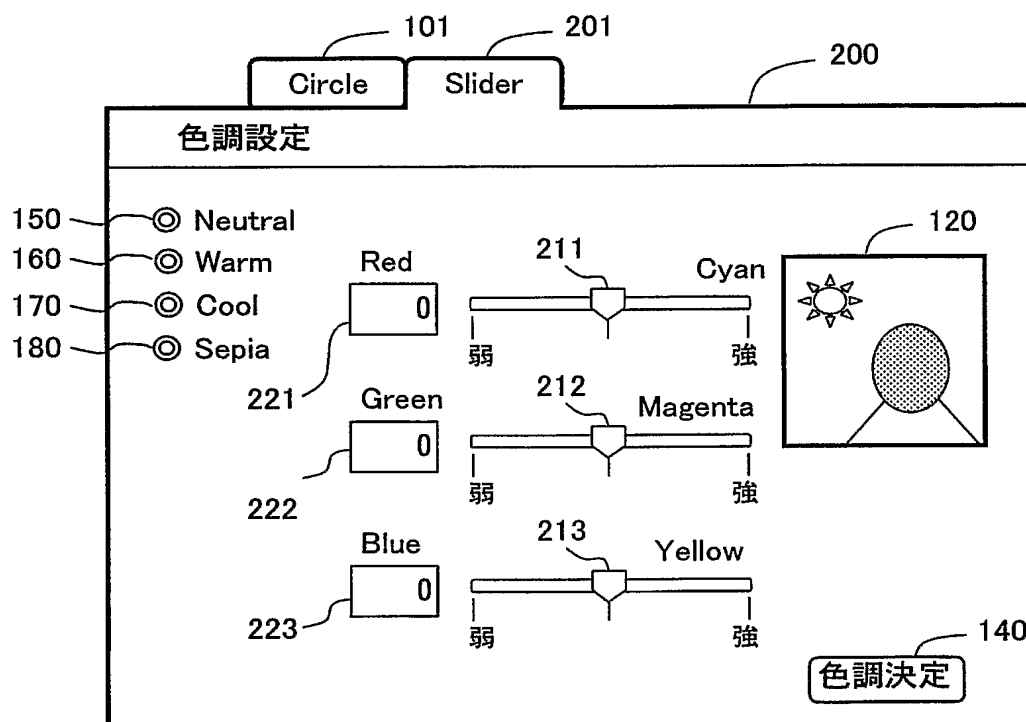 101 201 200
Circle Slider
色調設定
150 Neutral
160 Warm
170 Cool
180 Sepia
Red 211 Cyan 120
0
弱 強
221
Green 212 Magenta
0
弱 強
222
Blue 213 Yellow
0
弱 強
223
140
色調決定